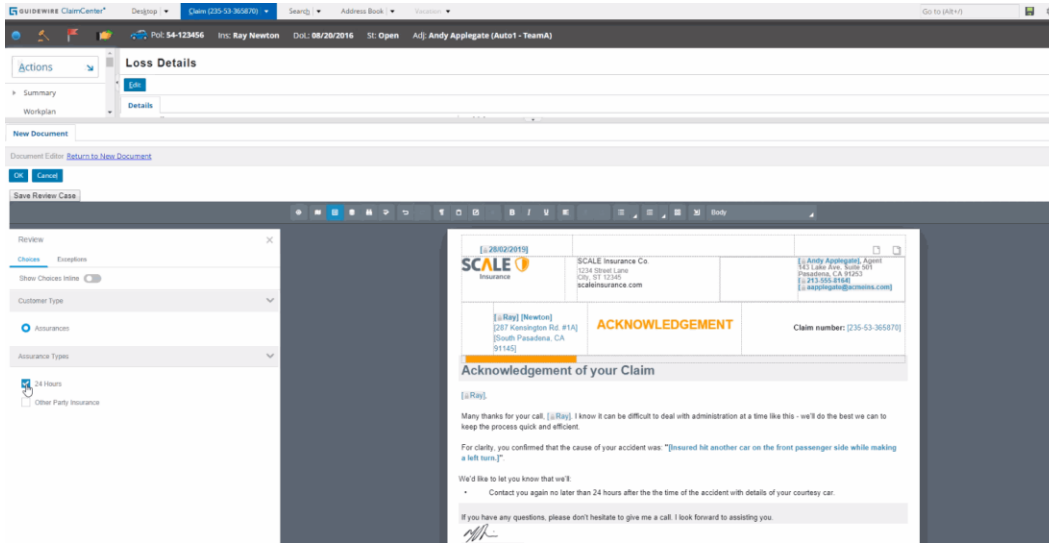 GUIDEWIRE ClaimCenter® Desktop Claim (235-53-365870) Search Address Book Vacation Go to (Alt+/)
Pol: 54-123456 Ins: Ray Newton DoL: 08/20/2016 St: Open Adj: Andy Applegate (Auto1 - TeamA)
Actions
Summary
Workplan
Loss Details
Edit
Details
New Document
Document Editor Return to New Document
OK Cancel
Save Review Case
B I U Body
Review
Choices Exceptions
Show Choices Inline
Customer Type
Assurances
Assurance Types
24 Hours
Other Party Insurance
[28/02/2019]
SCALE
Insurance
SCALE Insurance Co.
1234 Street Lane
City, ST 12345
scaleinsurance.com
[Andy Applegate], Agent
143 Lake Ave. Suite 501
Pasadena, CA 91253
[213-555-8164]
[aapplegate@acmeins.com]
[Ray] [Newton]
[287 Kensington Rd. #1A]
[South Pasadena, CA
91145]
ACKNOWLEDGEMENT
Claim number: [235-53-365870]
Acknowledgement of your Claim
[Ray],
Many thanks for your call, [Ray]. I know it can be difficult to deal with administration at a time like this - we'll do the best we can to
keep the process quick and efficient.
For clarity, you confirmed that the cause of your accident was: "[Insured hit another car on the front passenger side while making
a left turn.]".
We'd like to let you know that we'll:
• Contact you again no later than 24 hours after the the time of the accident with details of your courtesy car.
If you have any questions, please don't hesitate to give me a call. I look forward to assisting you.